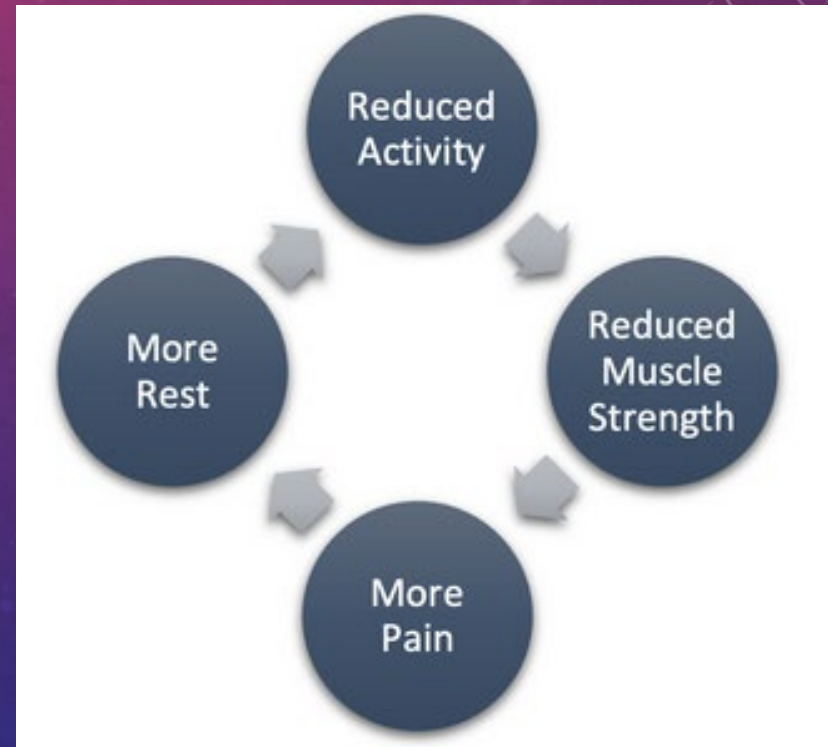 Reduced
Activity
Reduced
Muscle
Strength
More
Pain
More
Rest